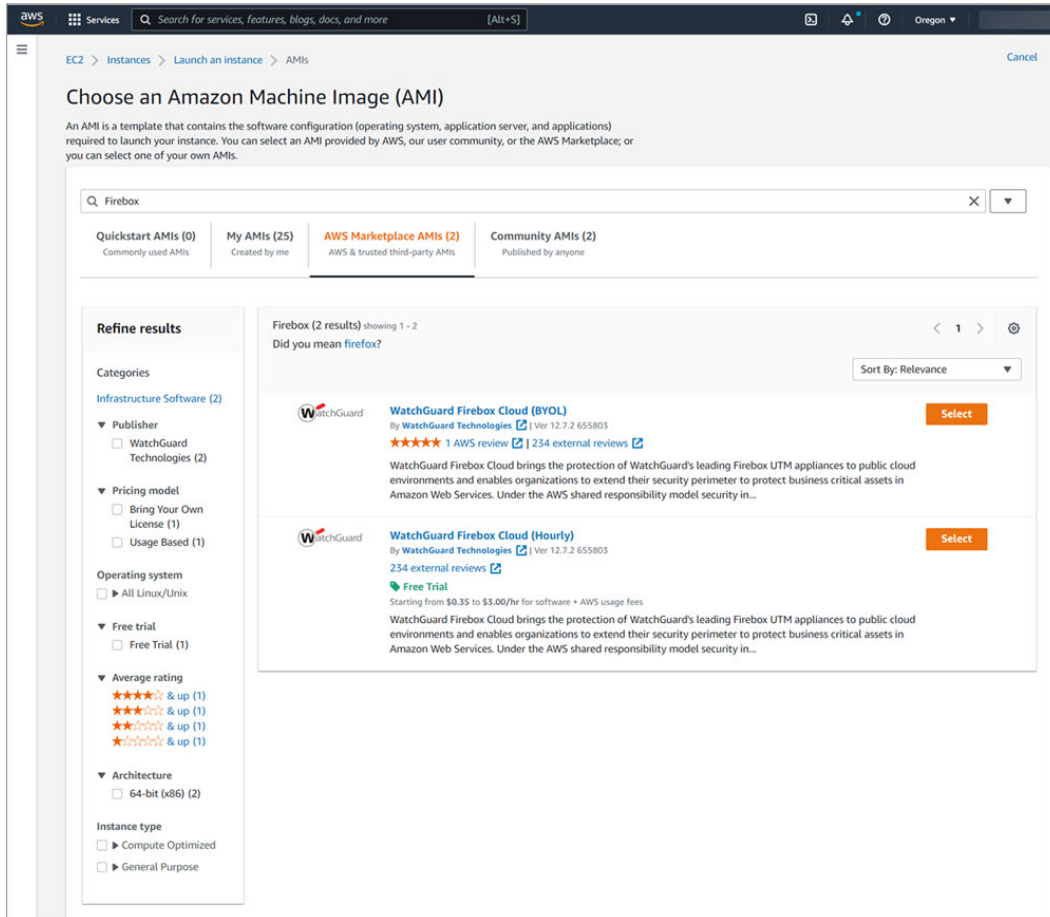 aws Services Search for services, features, blogs, docs, and more [Alt+S] Oregon
EC2 > Instances > Launch an instance > AMIs Cancel
Choose an Amazon Machine Image (AMI)
An AMI is a template that contains the software configuration (operating system, application server, and applications)
required to launch your instance. You can select an AMI provided by AWS, our user community, or the AWS Marketplace; or
you can select one of your own AMIs.
Firebox
Quickstart AMIs (0)
Commonly used AMIs
My AMIs (25)
Created by me
AWS Marketplace AMIs (2)
AWS & trusted third-party AMIs
Community AMIs (2)
Published by anyone
Refine results
Categories
Infrastructure Software (2)
Publisher
WatchGuard
Technologies (2)
Pricing model
Bring Your Own
License (1)
Usage Based (1)
Operating system
All Linux/Unix
Free trial
Free Trial (1)
Average rating
& up (1)
& up (1)
& up (1)
& up (1)
Architecture
64-bit (x86) (2)
Instance type
Compute Optimized
General Purpose
Firebox (2 results) showing 1 - 2
Did you mean firefox?
< 1 >
Sort By: Relevance
WatchGuard
WatchGuard Firebox Cloud (BYOL)
Select
By WatchGuard Technologies | Ver 12.7.2 655803
1 AWS review | 234 external reviews
WatchGuard Firebox Cloud brings the protection of WatchGuard's leading Firebox UTM appliances to public cloud
environments and enables organizations to extend their security perimeter to protect business critical assets in
Amazon Web Services. Under the AWS shared responsibility model security in...
WatchGuard
WatchGuard Firebox Cloud (Hourly)
Select
By WatchGuard Technologies | Ver 12.7.2 655803
234 external reviews
Free Trial
Starting from $0.35 to $3.00/hr for software + AWS usage fees
WatchGuard Firebox Cloud brings the protection of WatchGuard's leading Firebox UTM appliances to public cloud
environments and enables organizations to extend their security perimeter to protect business critical assets in
Amazon Web Services. Under the AWS shared responsibility model security in...